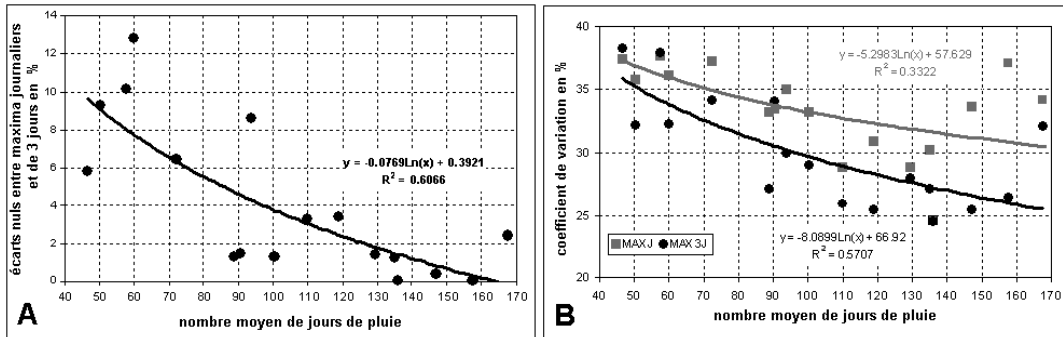 écarts nuls entre maxima journaliers
et de 3 jours en %
14
12
10
8
6
4
2
0
40 50 60 70 80 90 100 110 120 130 140 150 160 170
y = -0.0769Ln(x) + 0.3921
R² = 0.6066
A
nombre moyen de jours de pluie
coefficient de variation en %
40
35
30
25
20
40 50 60 70 80 90 100 110 120 130 140 150 160 170
y = -5.2983Ln(x) + 57.629
R² = 0.3322
MAX J MAX 3J
y = -8.0899Ln(x) + 66.92
R² = 0.5707
B
nombre moyen de jours de pluie